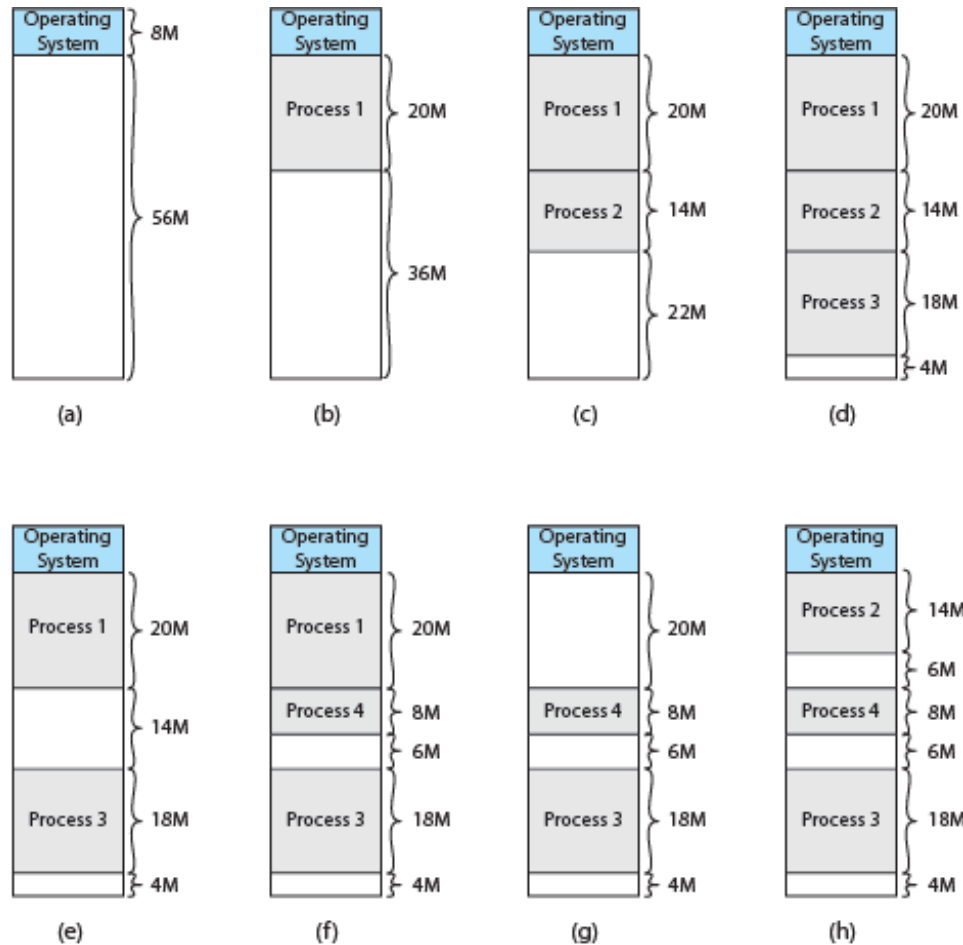 Operating
System
8M
56M
(a)
Operating
System
Process 1
20M
36M
(b)
Operating
System
Process 1
20M
Process 2
14M
22M
(c)
Operating
System
Process 1
20M
Process 2
14M
Process 3
18M
4M
(d)
Operating
System
Process 1
20M
14M
Process 3
18M
4M
(e)
Operating
System
Process 1
20M
Process 4
8M
6M
Process 3
18M
4M
(f)
Operating
System
20M
Process 4
8M
6M
Process 3
18M
4M
(g)
Operating
System
Process 2
14M
6M
Process 4
8M
6M
Process 3
18M
4M
(h)